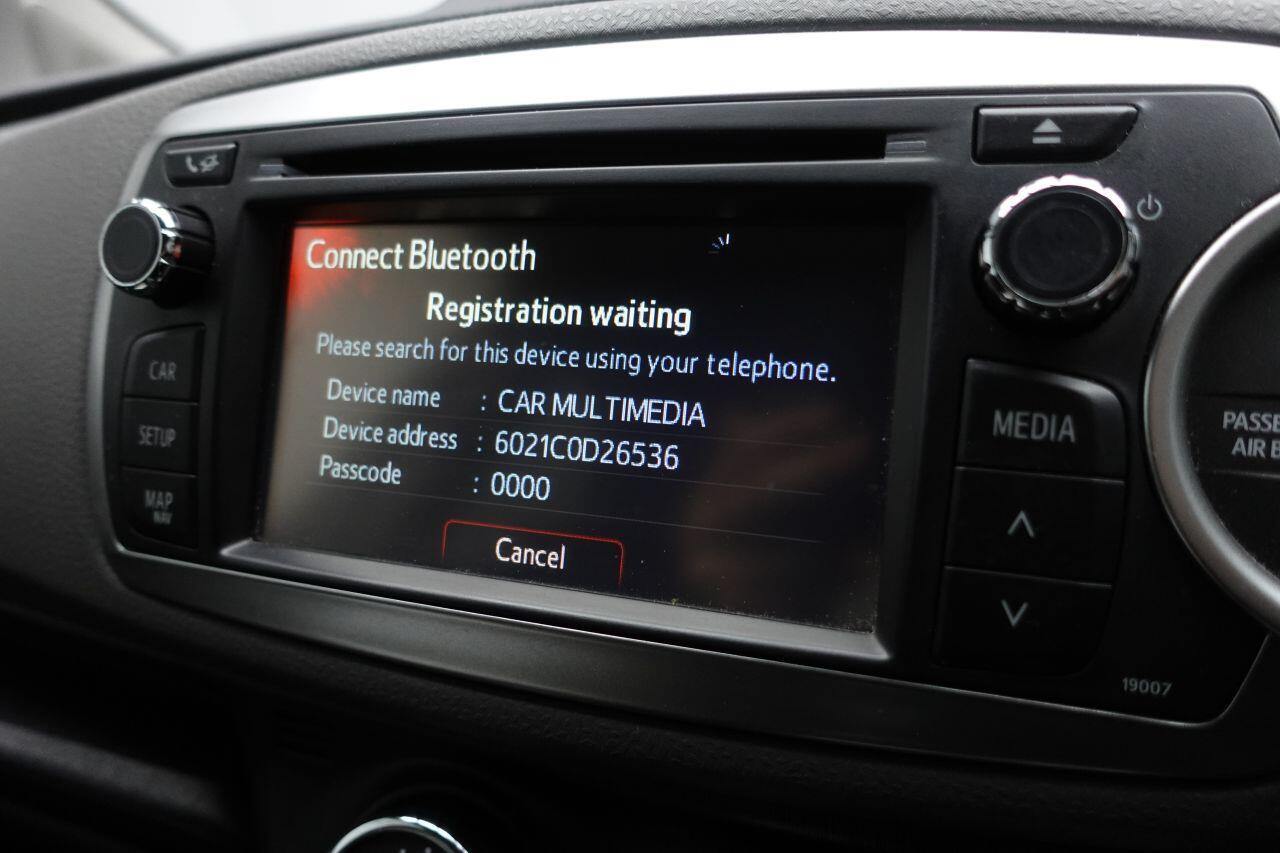 Connect Bluetooth
Registration waiting
Please search for this device using your telephone.
Device name : CAR MULTIMEDIA
Device address : 6021C0D26536
Passcode : 0000
Cancel
CAR
SETUP
MAP
NAV
MEDIA
19007
AIR